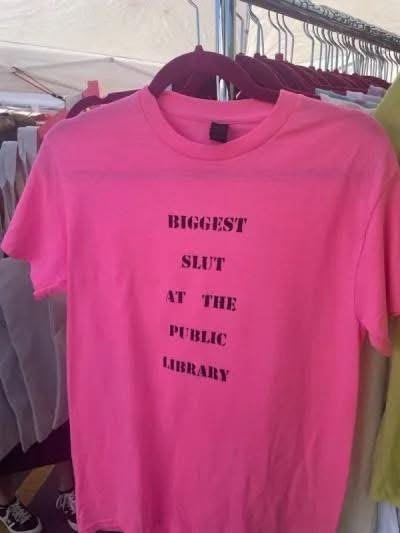 BIGGEST
SLUT
AT THE
PUBLIC
LIBRARY